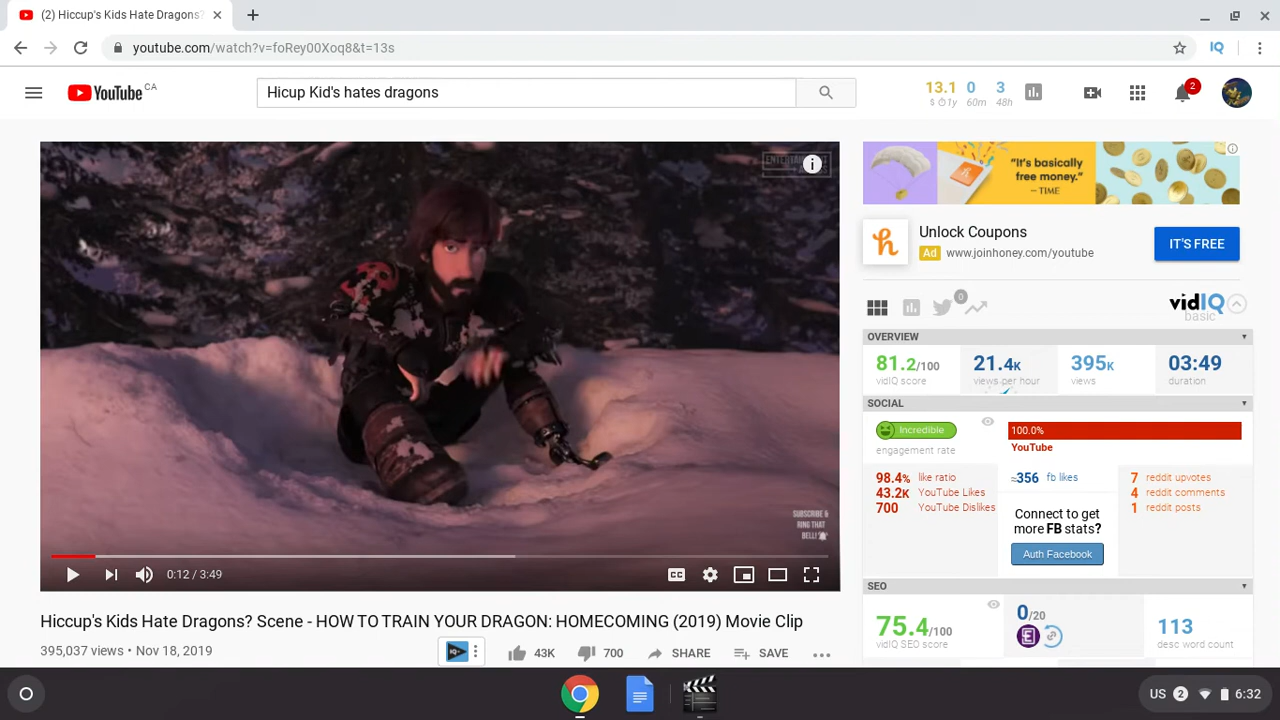 (2) Hiccup's Kids Hate Dragons?
youtube.com/watch?v=foRey00Xoq8&t=13s
IQ
YouTube CA
Hicup Kid's hates dragons
13.1 0 3
$ 1y 60m 48h
2
ENTERTAINMENT
i
"It's basically
free money."
– TIME
Unlock Coupons
Ad www.joinhoney.com/youtube
IT'S FREE
0
vidIQ
basic
OVERVIEW
81.2/100 21.4K 395K 03:49
vidIQ score views per hour views duration
SOCIAL
Incredible
engagement rate
100.0%
YouTube
98.4% like ratio
43.2K YouTube Likes
700 YouTube Dislikes
≈356 fb likes
Connect to get
more FB stats?
Auth Facebook
7 reddit upvotes
4 reddit comments
1 reddit posts
SUBSCRIBE &
RING THAT
BELL!
0:12 / 3:49
CC
SEO
75.4/100
vidIQ SEO score
0/20
113
desc word count
Hiccup's Kids Hate Dragons? Scene - HOW TO TRAIN YOUR DRAGON: HOMECOMING (2019) Movie Clip
395,037 views • Nov 18, 2019
IQ+
43K 700 SHARE SAVE
US 2 6:32